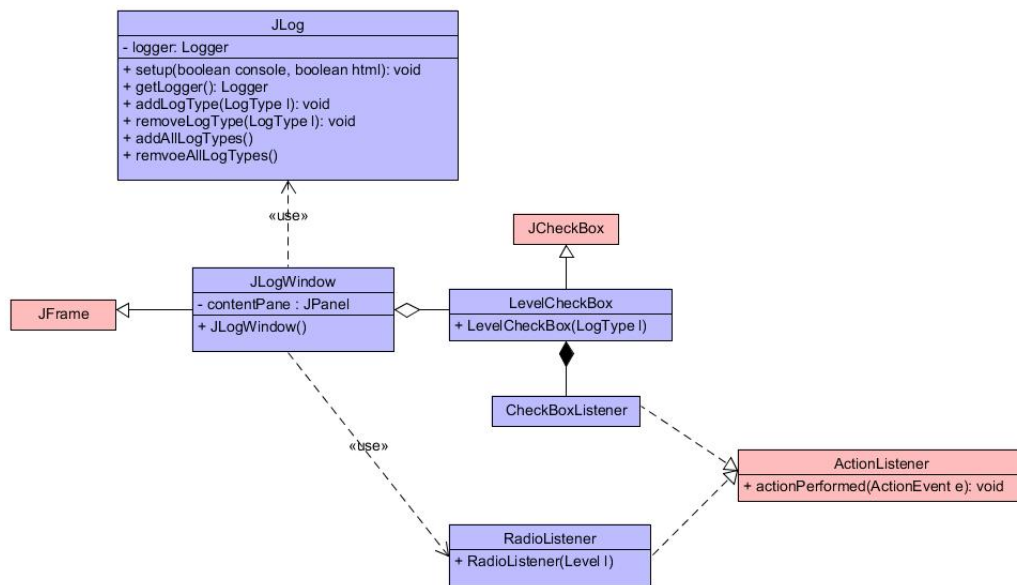 JLog
- logger: Logger
+ setup(boolean console, boolean html): void
+ getLogger(): Logger
+ addLogType(LogType l): void
+ removeLogType(LogType l): void
+ addAllLogTypes()
+ remvoeAllLogTypes()
«use»
JCheckBox
JLogWindow
- contentPane : JPanel
+ JLogWindow()
JFrame
LevelCheckBox
+ LevelCheckBox(LogType l)
CheckBoxListener
«use»
ActionListener
+ actionPerformed(ActionEvent e): void
RadioListener
+ RadioListener(Level l)